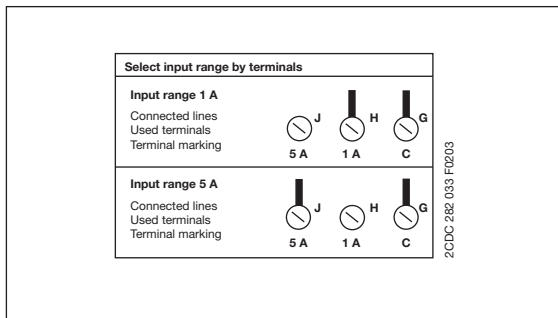 Select input range by terminals
Input range 1 A
Connected lines
Used terminals
Terminal marking
J H G
5 A 1 A C
Input range 5 A
Connected lines
Used terminals
Terminal marking
J H G
5 A 1 A C
2CDC 282 033 F0203